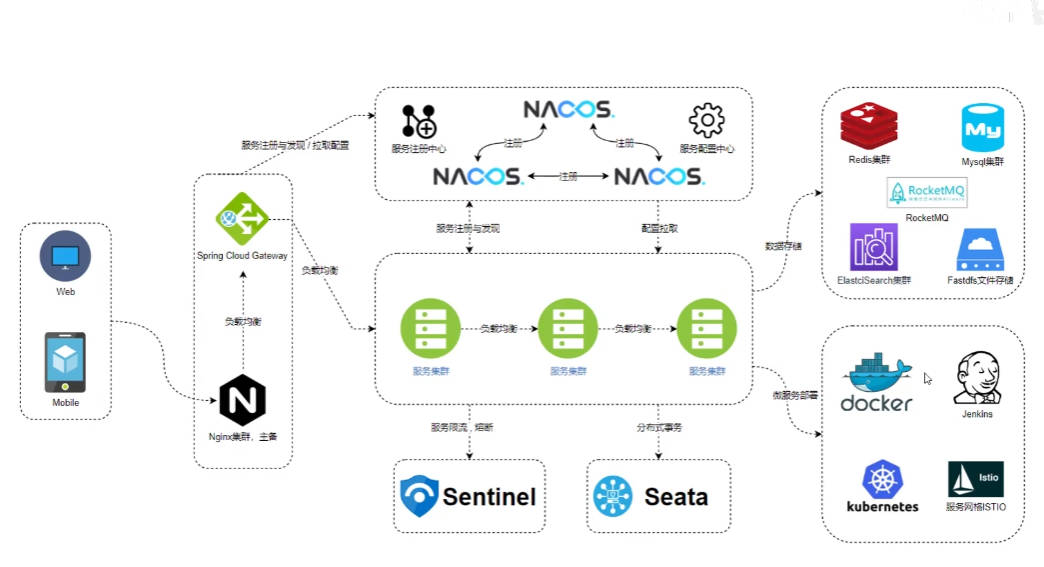 Web
Mobile
服务注册与发现 / 拉取配置
Spring Cloud Gateway
负载均衡
Nginx集群，主备
负载均衡
NACOS.
服务注册中心
服务配置中心
注册
注册
NACOS.
注册
NACOS.
服务注册与发现
配置拉取
负载均衡
负载均衡
服务集群
服务集群
服务集群
服务限流 , 熔断
分布式事务
Sentinel
Seata
数据存储
Redis集群
My
Mysql集群
RocketMQ
RocketMQ
ElastciSearch集群
Fastdfs文件存储
微服务部署
docker
Jenkins
kubernetes
Istio
服务网格ISTIO